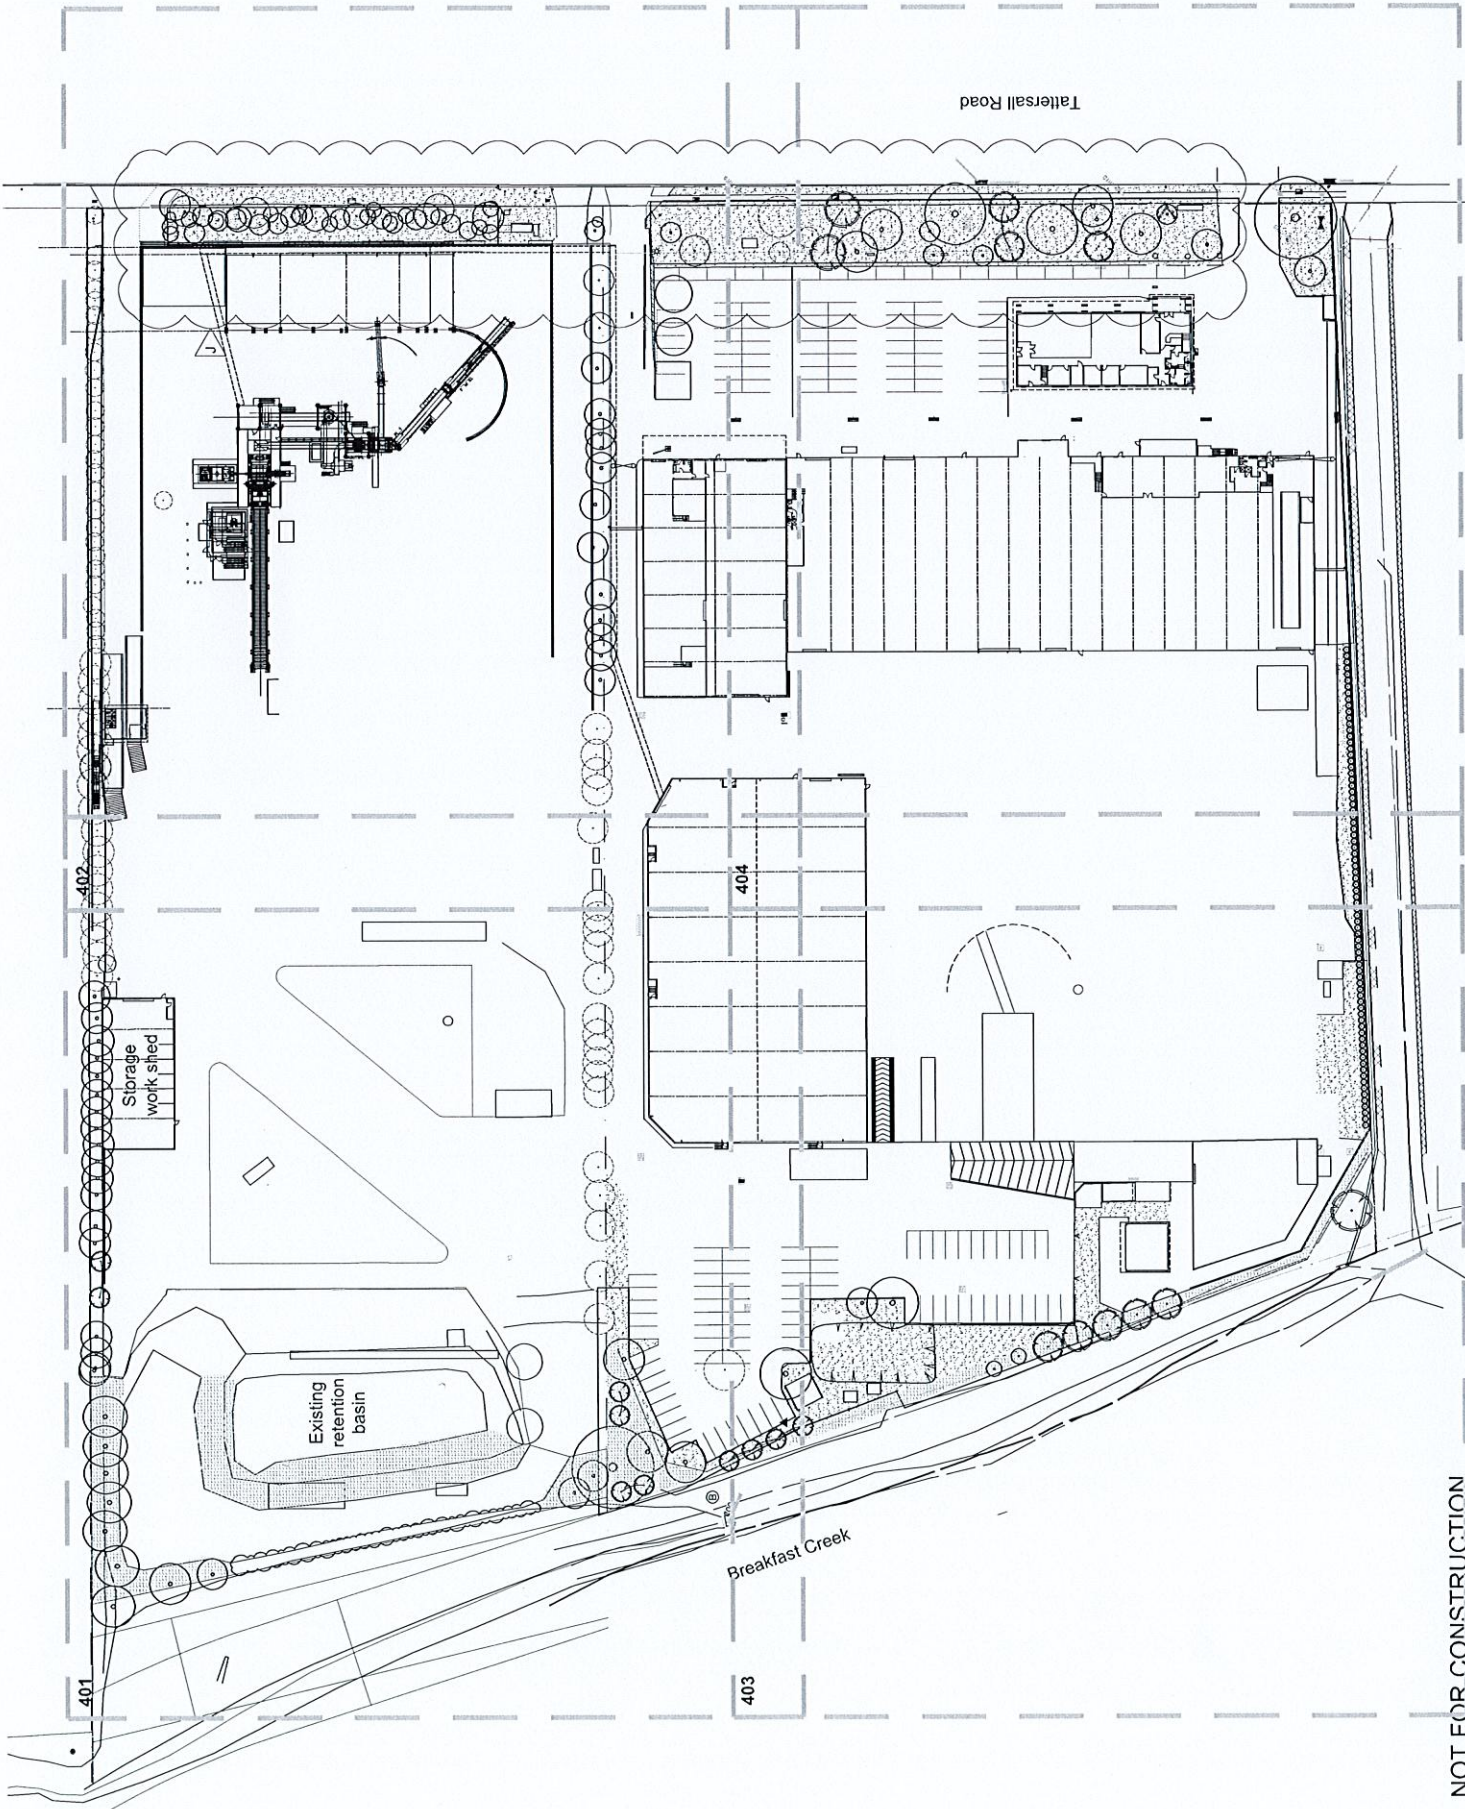 Tattersall Road
J
402
404
Storage
work shed
Existing
retention
basin
B
Breakfast Creek
401
403
NOT FOR CONSTRUCTION